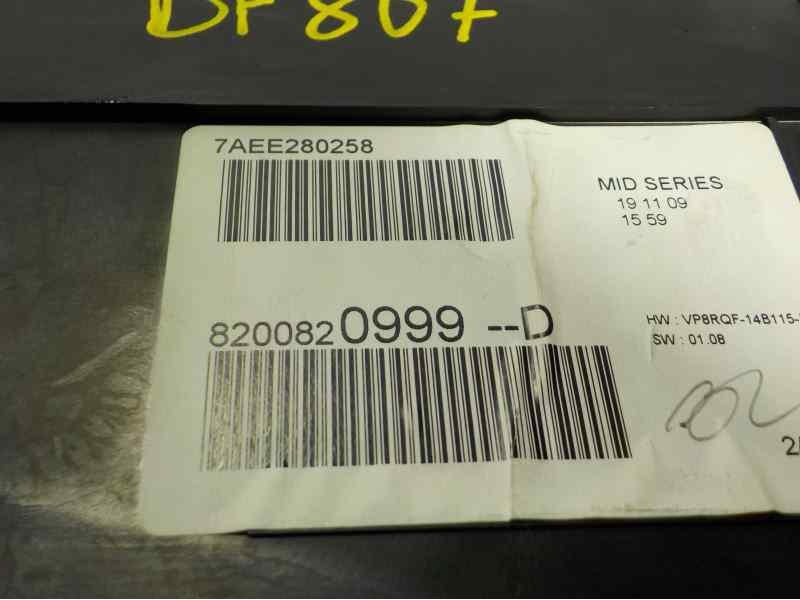 DF807
7AEE280258
MID SERIES
19 11 09
15 59
8200820999 --D
HW : VP8RQF-14B115-
SW : 01.08